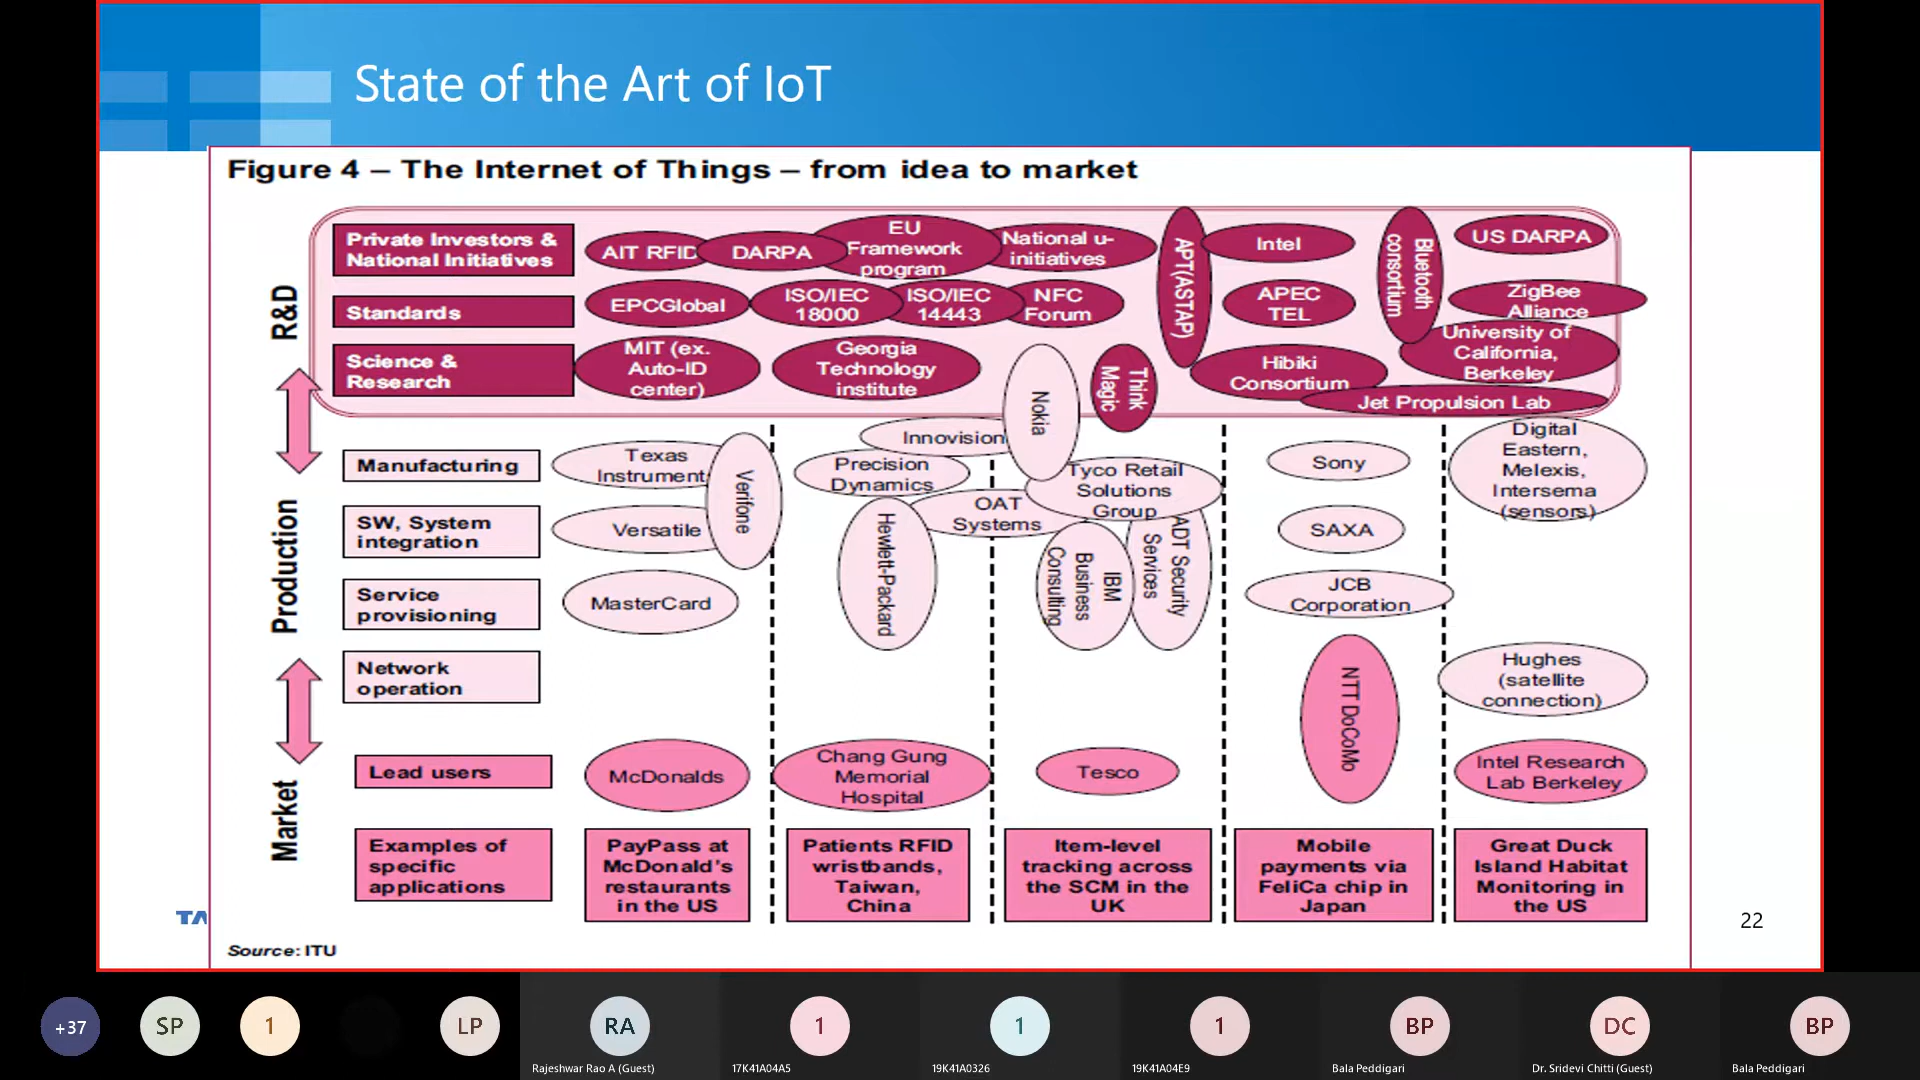 State of the Art of IoT
Figure 4 – The Internet of Things – from idea to market
R&D
Private Investors &
National Initiatives
AIT RFID
DARPA
EU
Framework
program
National u-
initiatives
APT(ASTAP)
Intel
Bluetooth
consortium
US DARPA
Standards
EPCGlobal
ISO/IEC
18000
ISO/IEC
14443
NFC
Forum
APEC
TEL
ZigBee
Alliance
Science &
Research
MIT (ex.
Auto-ID
center)
Georgia
Technology
institute
Nokia
Think
Magic
Hibiki
Consortium
University of
California,
Berkeley
Jet Propulsion Lab
Production
Manufacturing
Texas
Instrument
Verifone
Innovision
Precision
Dynamics
Tyco Retail
Solutions
Group
Sony
Digital
Eastern,
Melexis,
Intersema
(sensors)
SW, System
integration
Versatile
Hewlett-Packard
OAT
Systems
IBM
Business
Consulting
ADT Security
Services
SAXA
Service
provisioning
MasterCard
JCB
Corporation
Network
operation
NTT DoCoMo
Hughes
(satellite
connection)
Market
Lead users
McDonalds
Chang Gung
Memorial
Hospital
Tesco
Intel Research
Lab Berkeley
Examples of
specific
applications
PayPass at
McDonald's
restaurants
in the US
Patients RFID
wristbands,
Taiwan,
China
Item-level
tracking across
the SCM in the
UK
Mobile
payments via
FeliCa chip in
Japan
Great Duck
Island Habitat
Monitoring in
the US
TA
22
Source: ITU
+37
SP
1
LP
RA
1
1
1
BP
DC
BP
Rajeshwar Rao A (Guest)
17K41A04A5
19K41A0326
19K41A04E9
Bala Peddigari
Dr. Sridevi Chitti (Guest)
Bala Peddigari